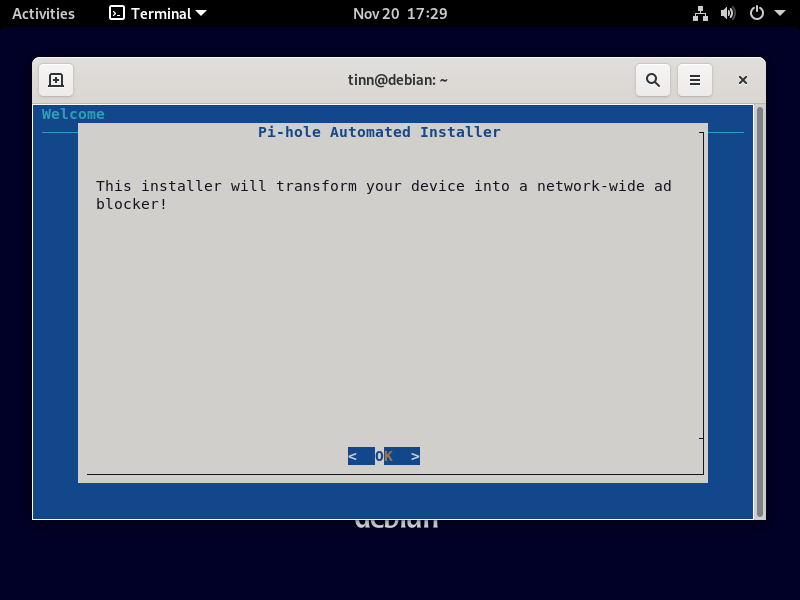 Activities Terminal Nov 20 17:29
tinn@debian: ~
Welcome
Pi-hole Automated Installer
This installer will transform your device into a network-wide ad
blocker!
< OK >
debian